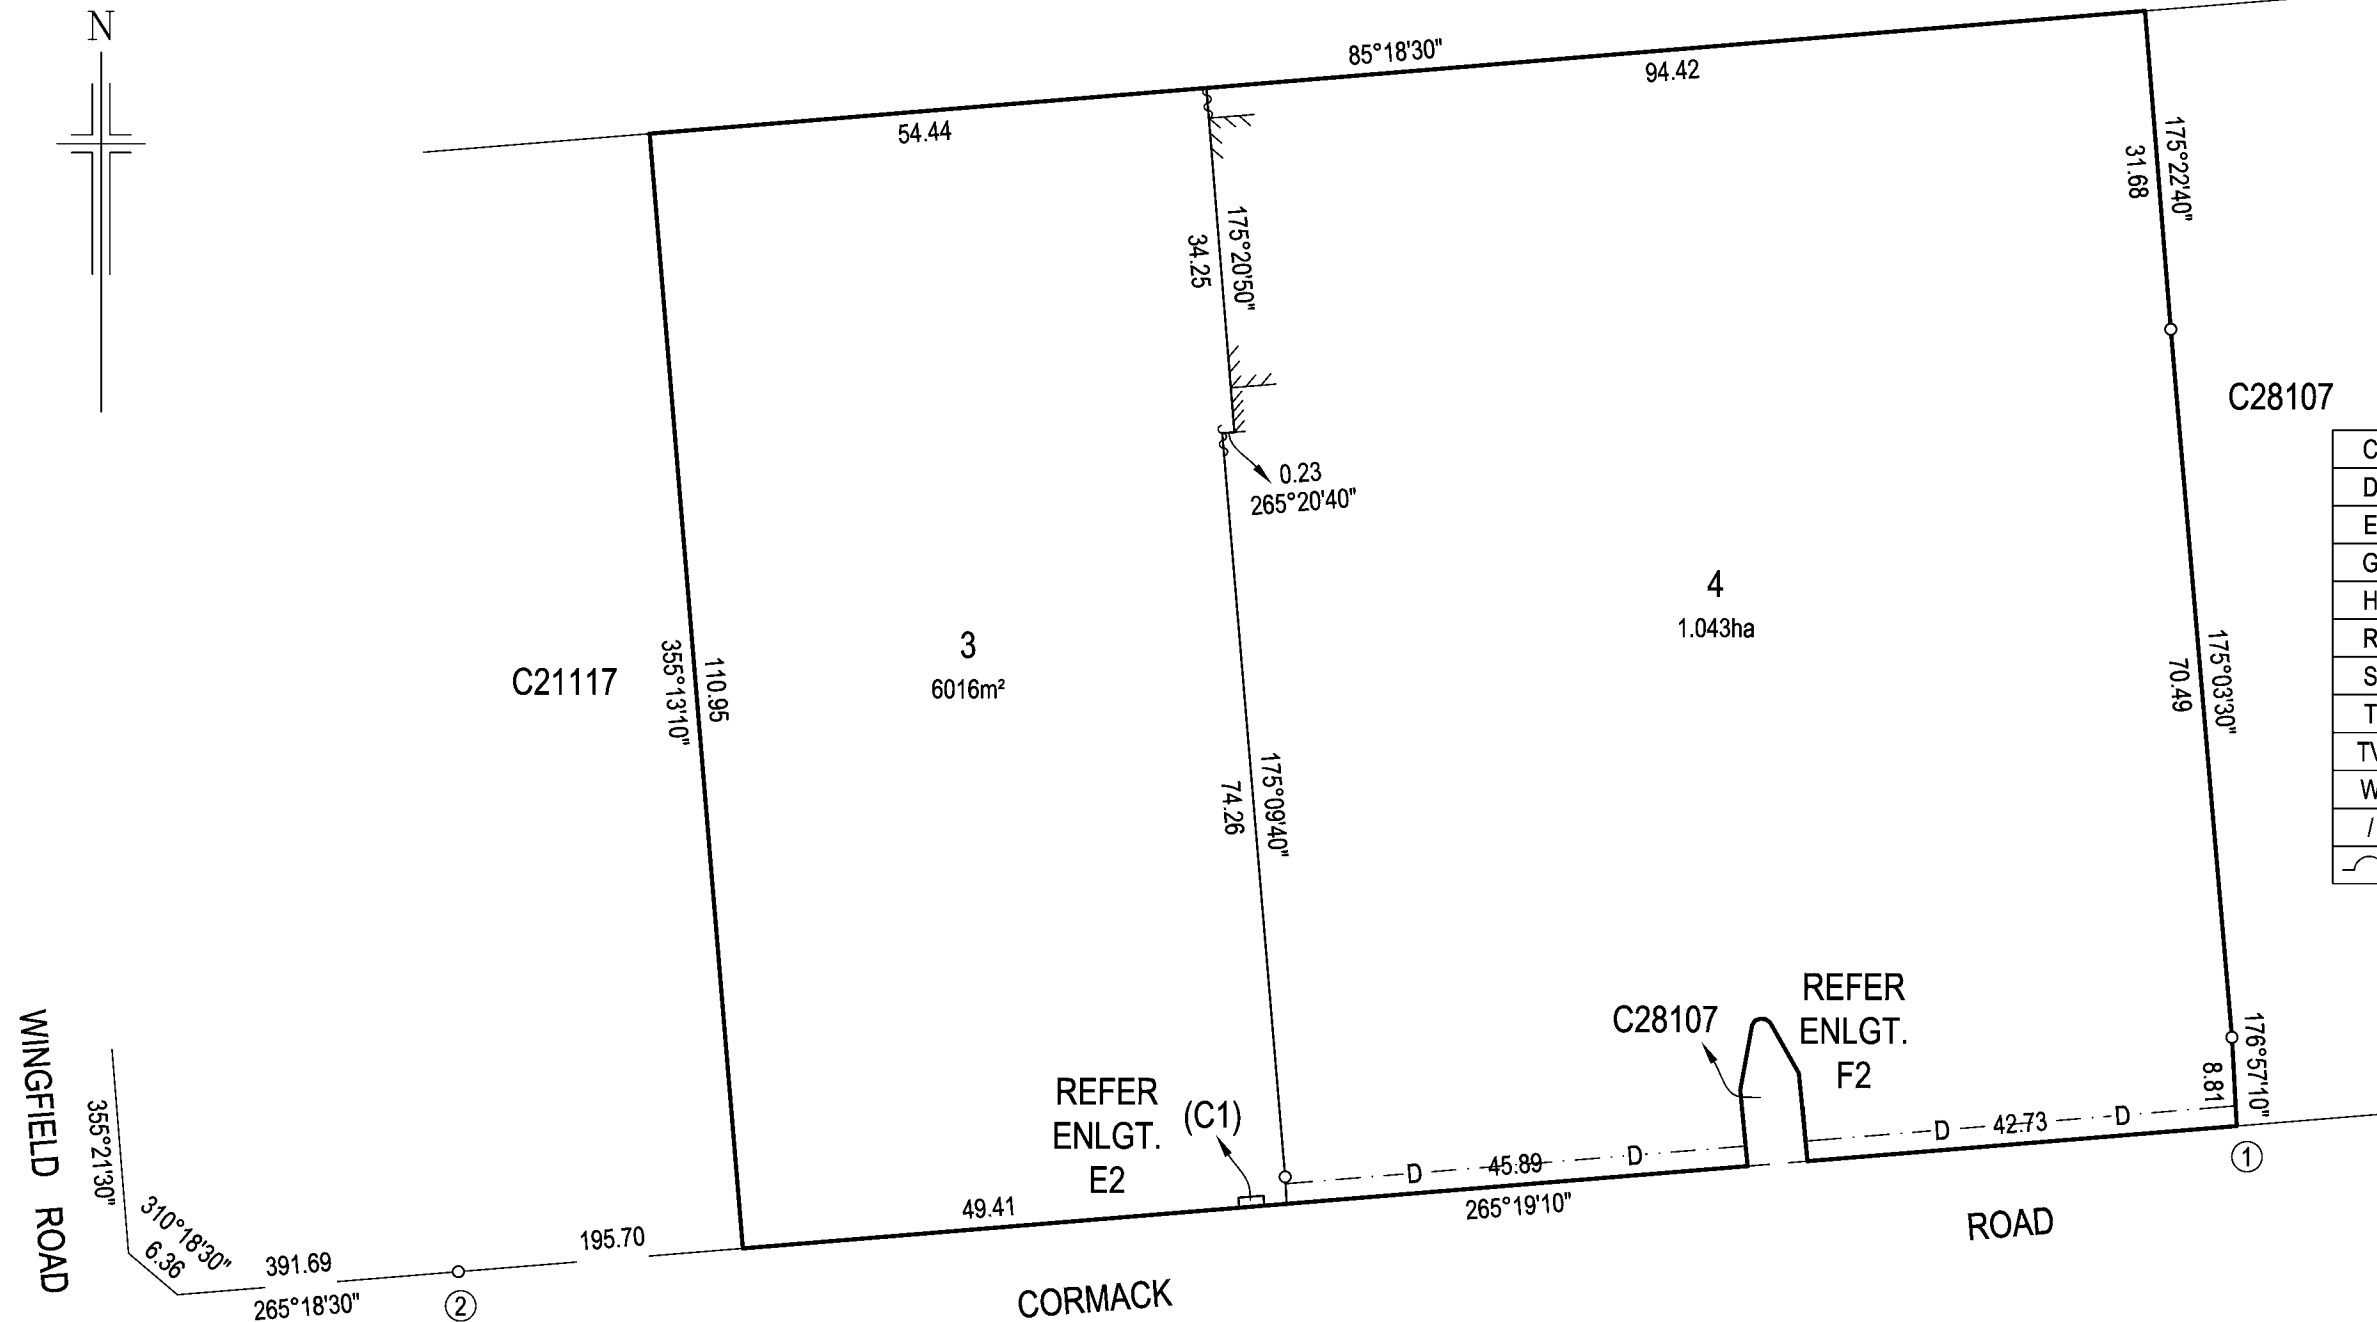 N
85°18'30"
94.42
54.44
175°22'40"
31.68
175°20'50"
34.25
C28107
0.23
265°20'40"
C
D
E
G
H
R
S
T
W
/
4
1.043ha
3
6016m²
C21117
110.95
355°13'10"
175°03'30"
70.49
175°09'40"
74.26
C28107
REFER
ENLGT.
F2
176°57'10"
8.81
REFER
ENLGT.
E2
(C1)
D
45.89
D
D
42.73
D
265°19'10"
49.41
1
ROAD
WINGFIELD ROAD
355°21'30"
310°18'30"
6.36
391.69
195.70
265°18'30"
2
CORMACK